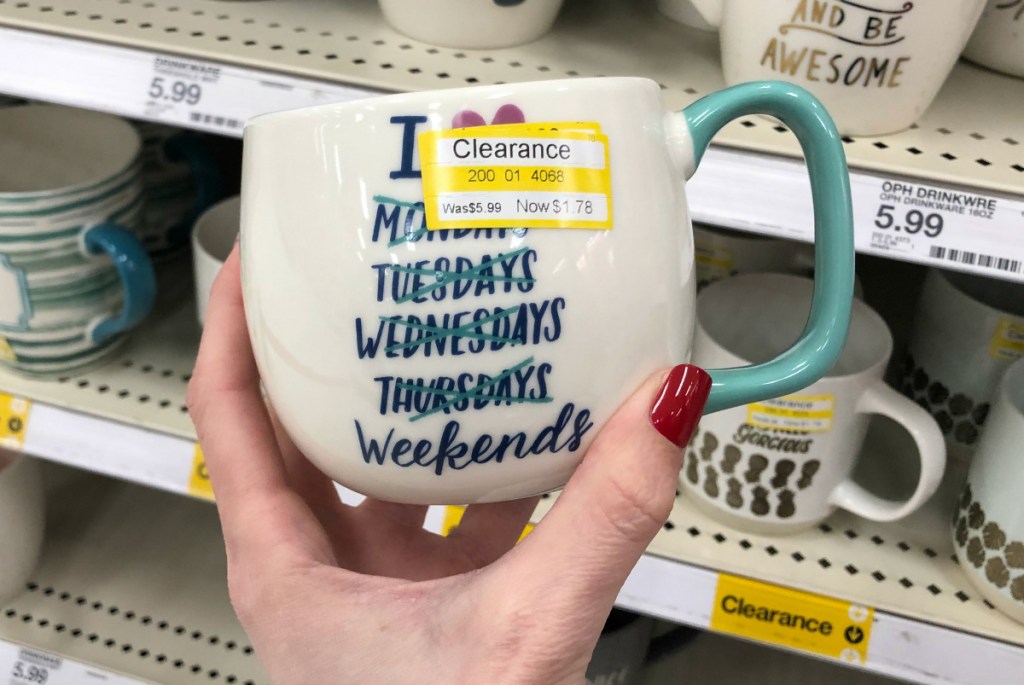 AND BE
AWESOME
DRINKWARE
5.99
I
Clearance
200 01 4068
Was$5.99 Now$1.78
MONDAYS
TUESDAYS
WEDNESDAYS
THURSDAYS
Weekends
OPH DRINKWRE
OPH DRINKWARE 16OZ
5.99
GORGEOUS
Clearance
5.99